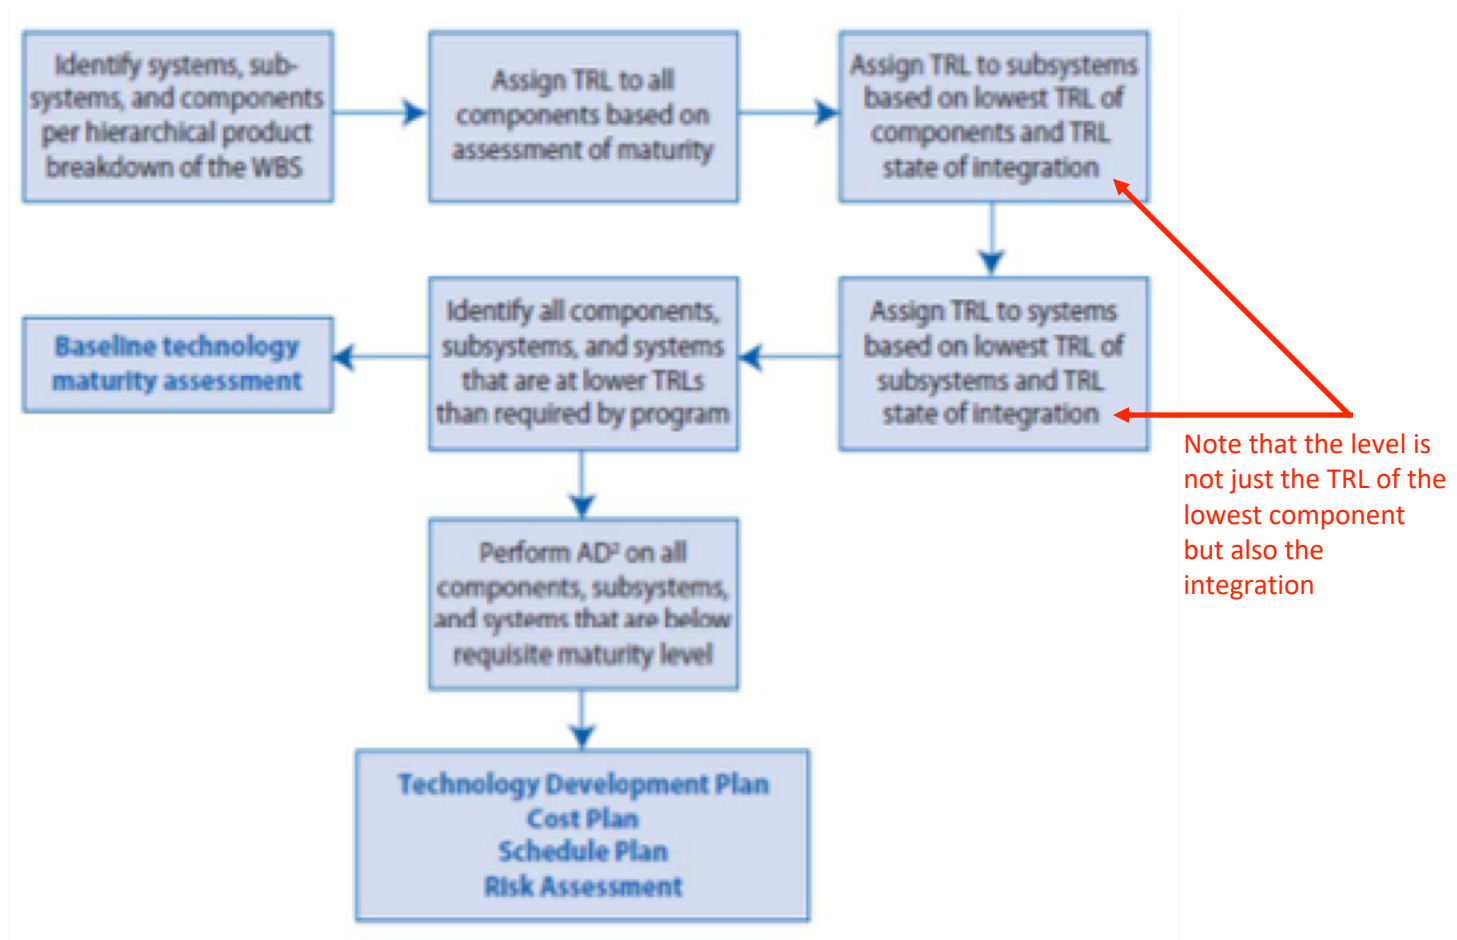 Identify systems, sub-
systems, and components
per hierarchical product
breakdown of the WBS
Assign TRL to all
components based on
assessment of maturity
Assign TRL to subsystems
based on lowest TRL of
components and TRL
state of integration
Baseline technology
maturity assessment
Identify all components,
subsystems, and systems
that are at lower TRLs
than required by program
Assign TRL to systems
based on lowest TRL of
subsystems and TRL
state of integration
Note that the level is
not just the TRL of the
lowest component
but also the
integration
Perform AD² on all
components, subsystems,
and systems that are below
requisite maturity level
Technology Development Plan
Cost Plan
Schedule Plan
Risk Assessment